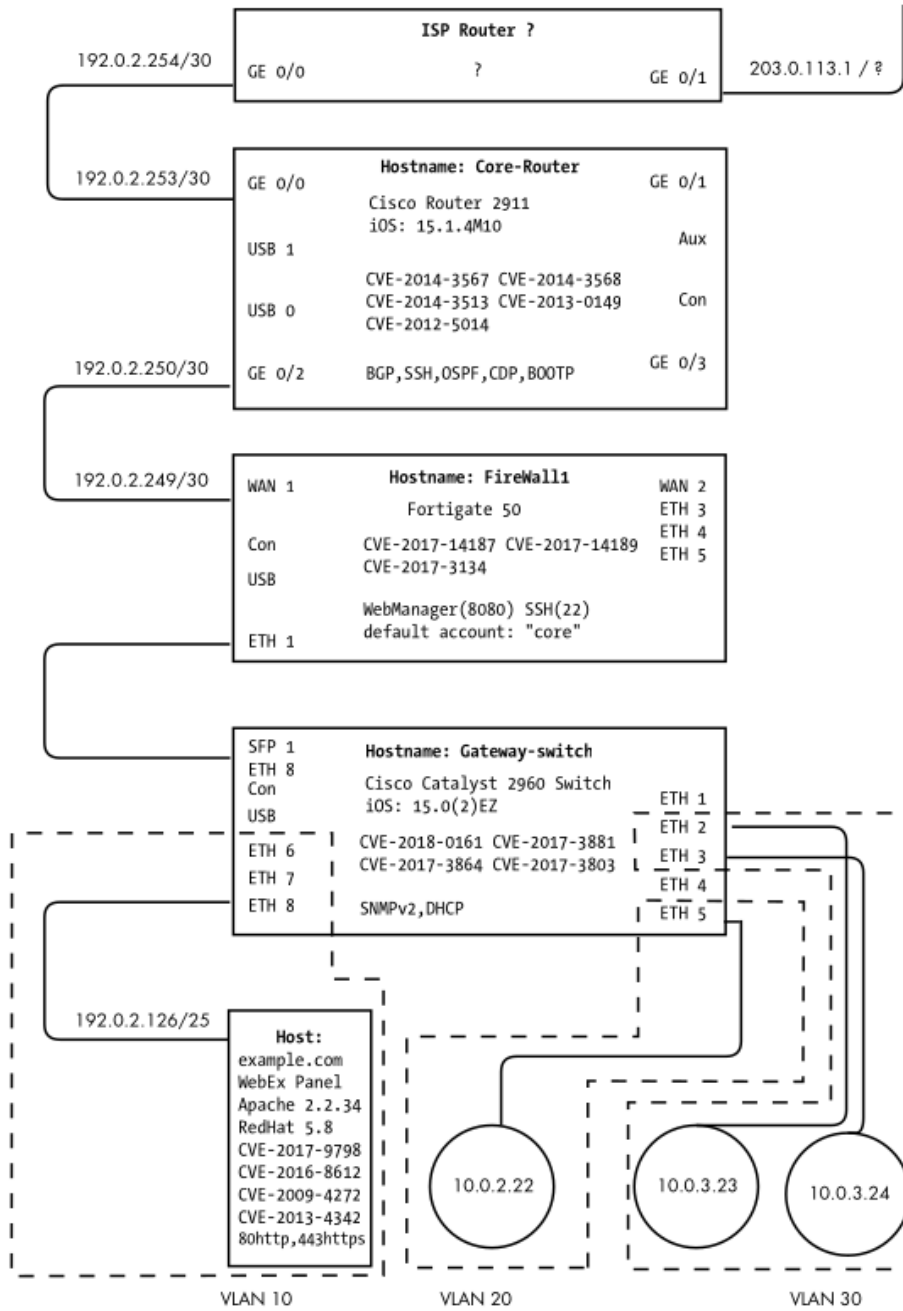 ISP Router ?
192.0.2.254/30
GE 0/0
?
GE 0/1
203.0.113.1 / ?
Hostname: Core-Router
192.0.2.253/30
GE 0/0
GE 0/1
Cisco Router 2911
iOS: 15.1.4M10
Aux
USB 1
CVE-2014-3567 CVE-2014-3568
CVE-2014-3513 CVE-2013-0149
CVE-2012-5014
Con
USB 0
192.0.2.250/30
GE 0/2
BGP,SSH,OSPF,CDP,BOOTP
GE 0/3
Hostname: FireWall1
192.0.2.249/30
WAN 1
WAN 2
ETH 3
ETH 4
ETH 5
Fortigate 50
Con
CVE-2017-14187 CVE-2017-14189
CVE-2017-3134
USB
WebManager(8080) SSH(22)
default account: "core"
ETH 1
SFP 1
ETH 8
Con
USB
Hostname: Gateway-switch
Cisco Catalyst 2960 Switch
iOS: 15.0(2)EZ
ETH 1
ETH 2
ETH 3
ETH 4
ETH 5
CVE-2018-0161 CVE-2017-3881
CVE-2017-3864 CVE-2017-3803
ETH 6
ETH 7
ETH 8
SNMPv2,DHCP
192.0.2.126/25
Host:
example.com
WebEx Panel
Apache 2.2.34
RedHat 5.8
CVE-2017-9798
CVE-2016-8612
CVE-2009-4272
CVE-2013-4342
80http,443https
10.0.2.22
10.0.3.23
10.0.3.24
VLAN 10
VLAN 20
VLAN 30